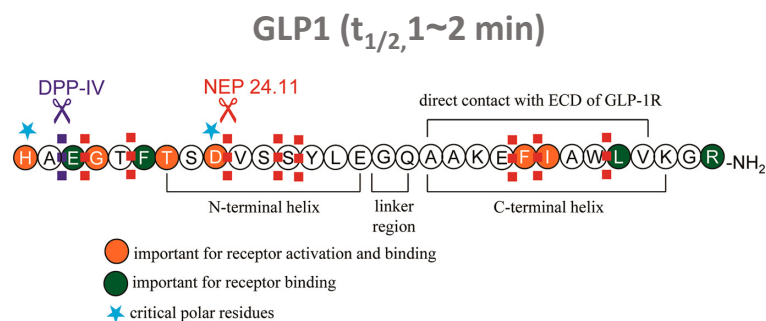 GLP1 (t1/2, 1~2 min)
DPP-IV NEP 24.11
direct contact with ECD of GLP-1R
H A E G T F T S D V S S Y L E G Q A A K E F I A W L V K G R -NH2
N-terminal helix linker region C-terminal helix
important for receptor activation and binding
important for receptor binding
critical polar residues